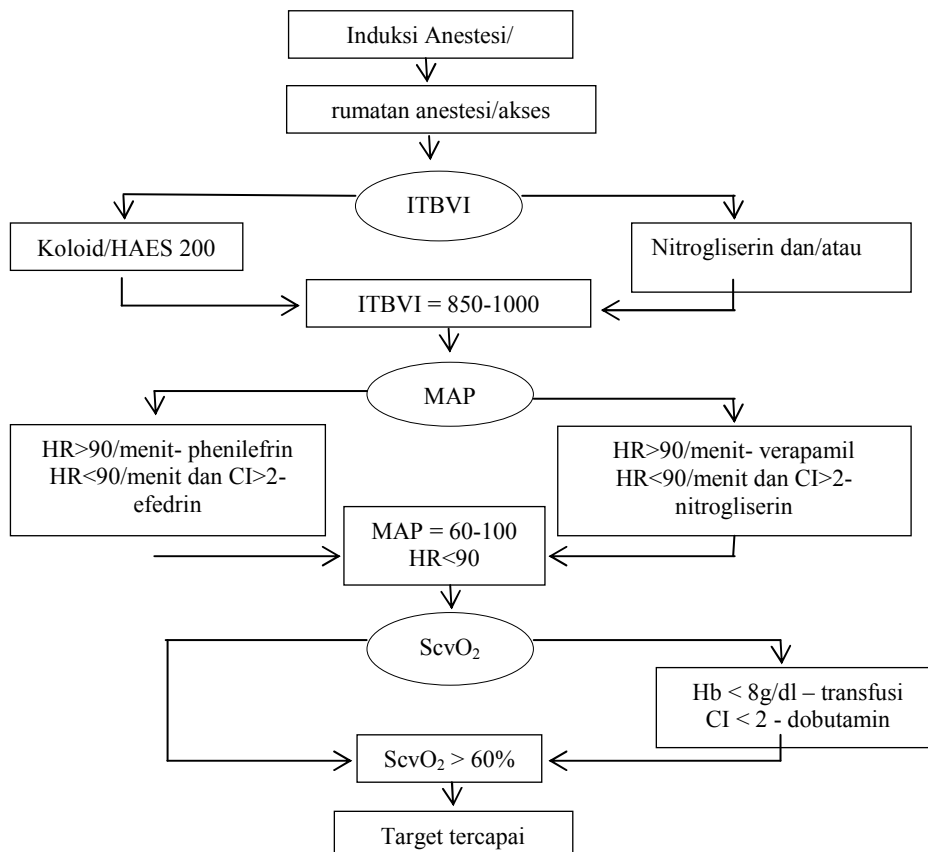 Induksi Anestesi/
rumatan anestesi/akses
ITBVI
Koloid/HAES 200
Nitrogliserin dan/atau
ITBVI = 850-1000
MAP
HR>90/menit- phenilefrin
HR<90/menit dan CI>2-
efedrin
HR>90/menit- verapamil
HR<90/menit dan CI>2-
nitrogliserin
MAP = 60-100
HR<90
ScvO₂
Hb < 8g/dl – transfusi
CI < 2 - dobutamin
ScvO₂ > 60%
Target tercapai